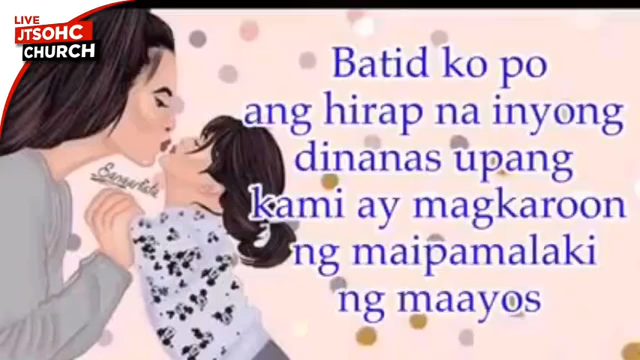 LIVE
JTSOHC
CHURCH
Batid ko po
ang hirap na inyong
dinanas upang
kami ay magkaroon
ng maipamalaki
ng maayos